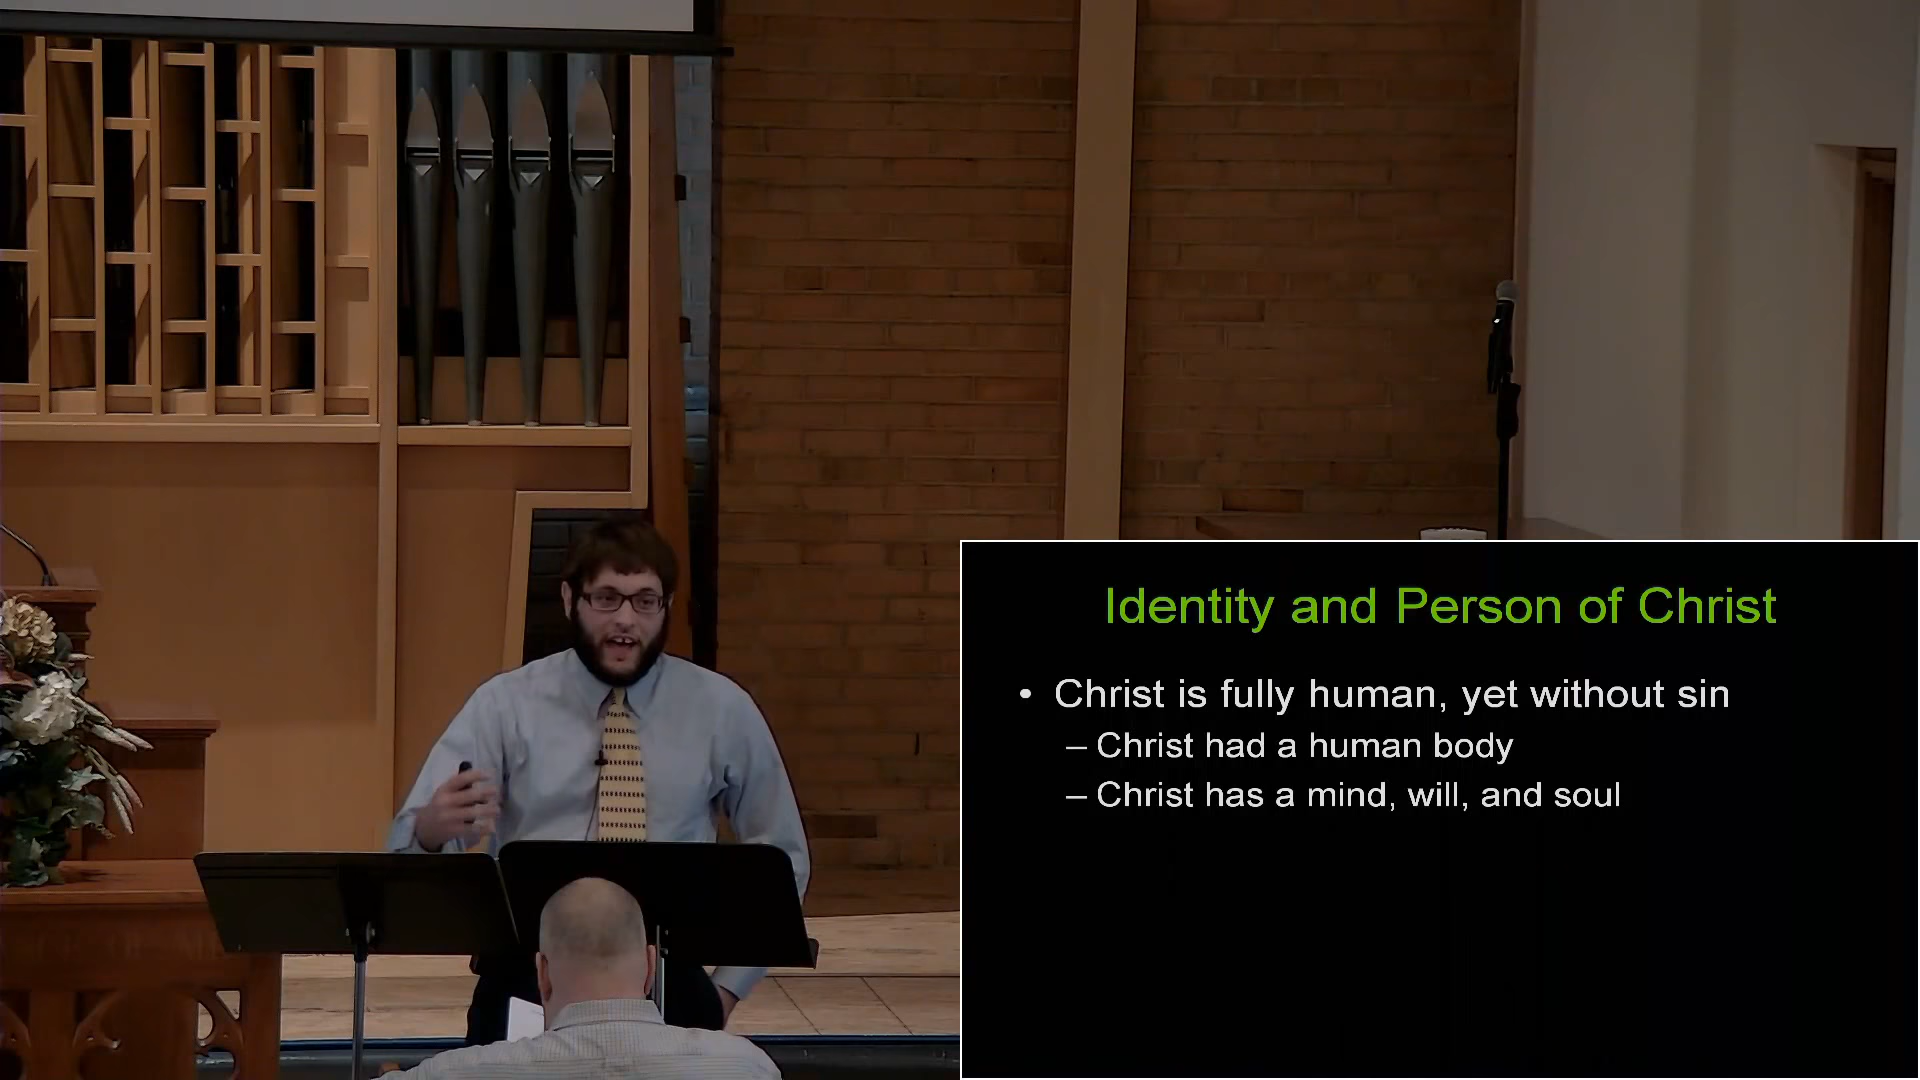 Identity and Person of Christ
• Christ is fully human, yet without sin
– Christ had a human body
– Christ has a mind, will, and soul